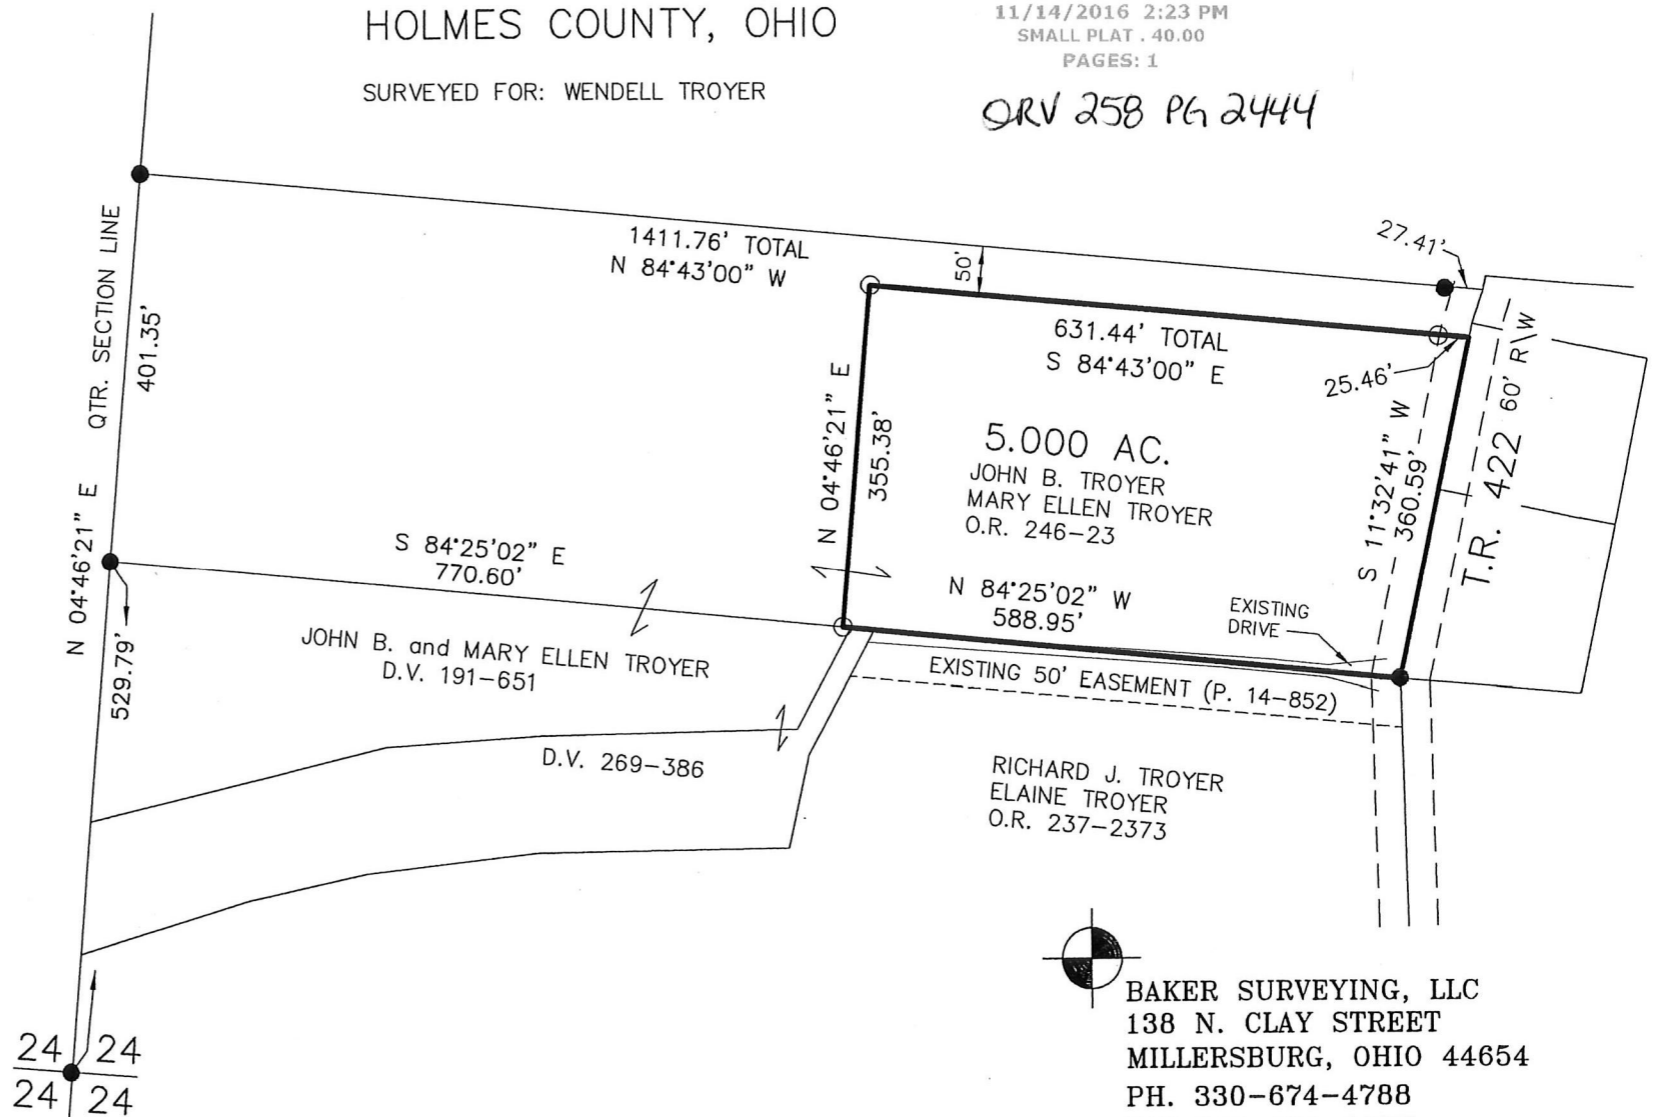 HOLMES COUNTY, OHIO
SURVEYED FOR: WENDELL TROYER
11/14/2016 2:23 PM
SMALL PLAT . 40.00
PAGES: 1
ORV 258 PG 2444
1411.76' TOTAL
N 84°43'00" W
50'
27.41'
631.44' TOTAL
S 84°43'00" E
25.46'
N 04°46'21" E QTR. SECTION LINE
401.35'
N 04°46'21" E
355.38'
5.000 AC.
JOHN B. TROYER
MARY ELLEN TROYER
O.R. 246-23
S 11°32'41" W
360.59'
T.R. 422 60' R\W
S 84°25'02" E
770.60'
N 84°25'02" W
588.95'
EXISTING
DRIVE
529.79'
JOHN B. and MARY ELLEN TROYER
D.V. 191-651
EXISTING 50' EASEMENT (P. 14-852)
D.V. 269-386
RICHARD J. TROYER
ELAINE TROYER
O.R. 237-2373
24 24
24 24
BAKER SURVEYING, LLC
138 N. CLAY STREET
MILLERSBURG, OHIO 44654
PH. 330-674-4788